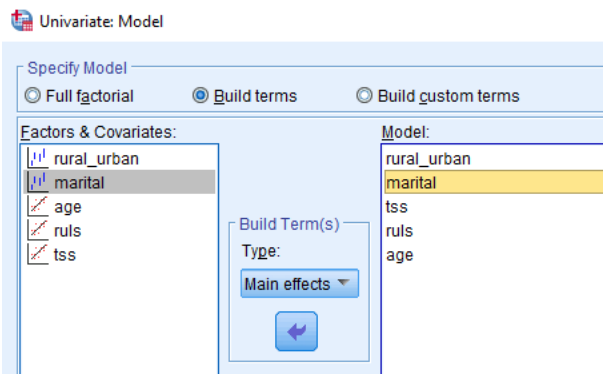 Univariate: Model
Specify Model
Full factorial
Build terms
Build custom terms
Factors & Covariates:
rural_urban
marital
age
ruls
tss
Build Term(s)
Type:
Main effects
Model:
rural_urban
marital
tss
ruls
age